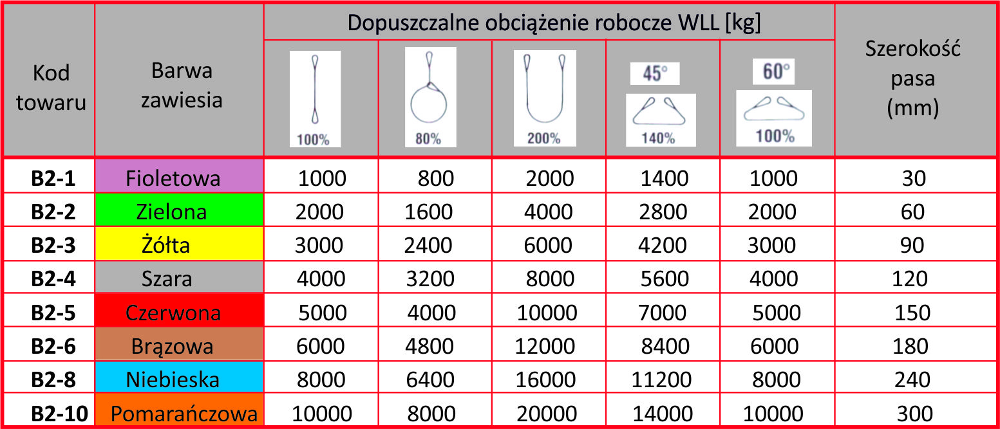 Kod
towaru
Barwa
zawiesia
Dopuszczalne obciążenie robocze WLL [kg]
100%
80%
200%
45°
140%
60°
100%
Szerokość
pasa
(mm)
B2-1 Fioletowa 1000 800 2000 1400 1000 30
B2-2 Zielona 2000 1600 4000 2800 2000 60
B2-3 Żółta 3000 2400 6000 4200 3000 90
B2-4 Szara 4000 3200 8000 5600 4000 120
B2-5 Czerwona 5000 4000 10000 7000 5000 150
B2-6 Brązowa 6000 4800 12000 8400 6000 180
B2-8 Niebieska 8000 6400 16000 11200 8000 240
B2-10 Pomarańczowa 10000 8000 20000 14000 10000 300